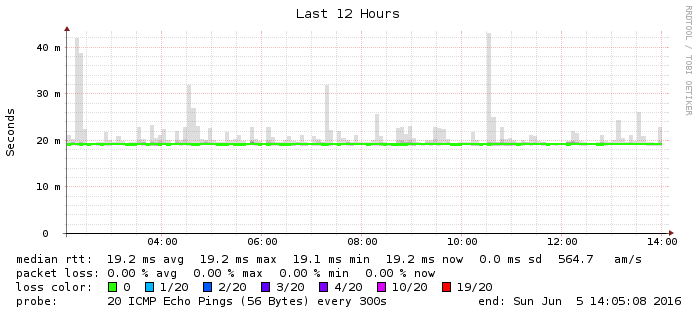 Last 12 Hours
RRDTOOL / TOBI OETIKER
Seconds
40 m
30 m
20 m
10 m
0
04:00 06:00 08:00 10:00 12:00 14:00
median rtt: 19.2 ms avg 19.2 ms max 19.1 ms min 19.2 ms now 0.0 ms sd 564.7 am/s
packet loss: 0.00 % avg 0.00 % max 0.00 % min 0.00 % now
loss color: 0 1/20 2/20 3/20 4/20 10/20 19/20
probe: 20 ICMP Echo Pings (56 Bytes) every 300s end: Sun Jun 5 14:05:08 2016